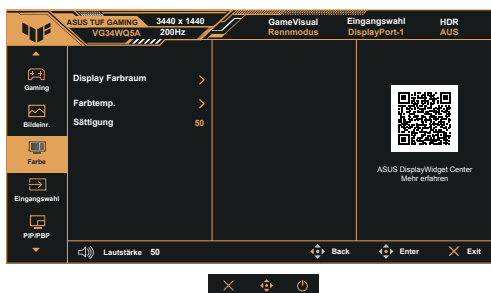 ASUS TUF GAMING 3440 x 1440
VG34WQ5A 200Hz
GameVisual
Rennmodus
Eingangswahl
DisplayPort-1
HDR
AUS
Gaming
Bildeinr.
Farbe
Eingangswahl
PIP/PBP
Display Farbraum
Farbtemp.
Sättigung 50
ASUS DisplayWidget Center
Mehr erfahren
Lautstärke 50
Back
Enter
Exit